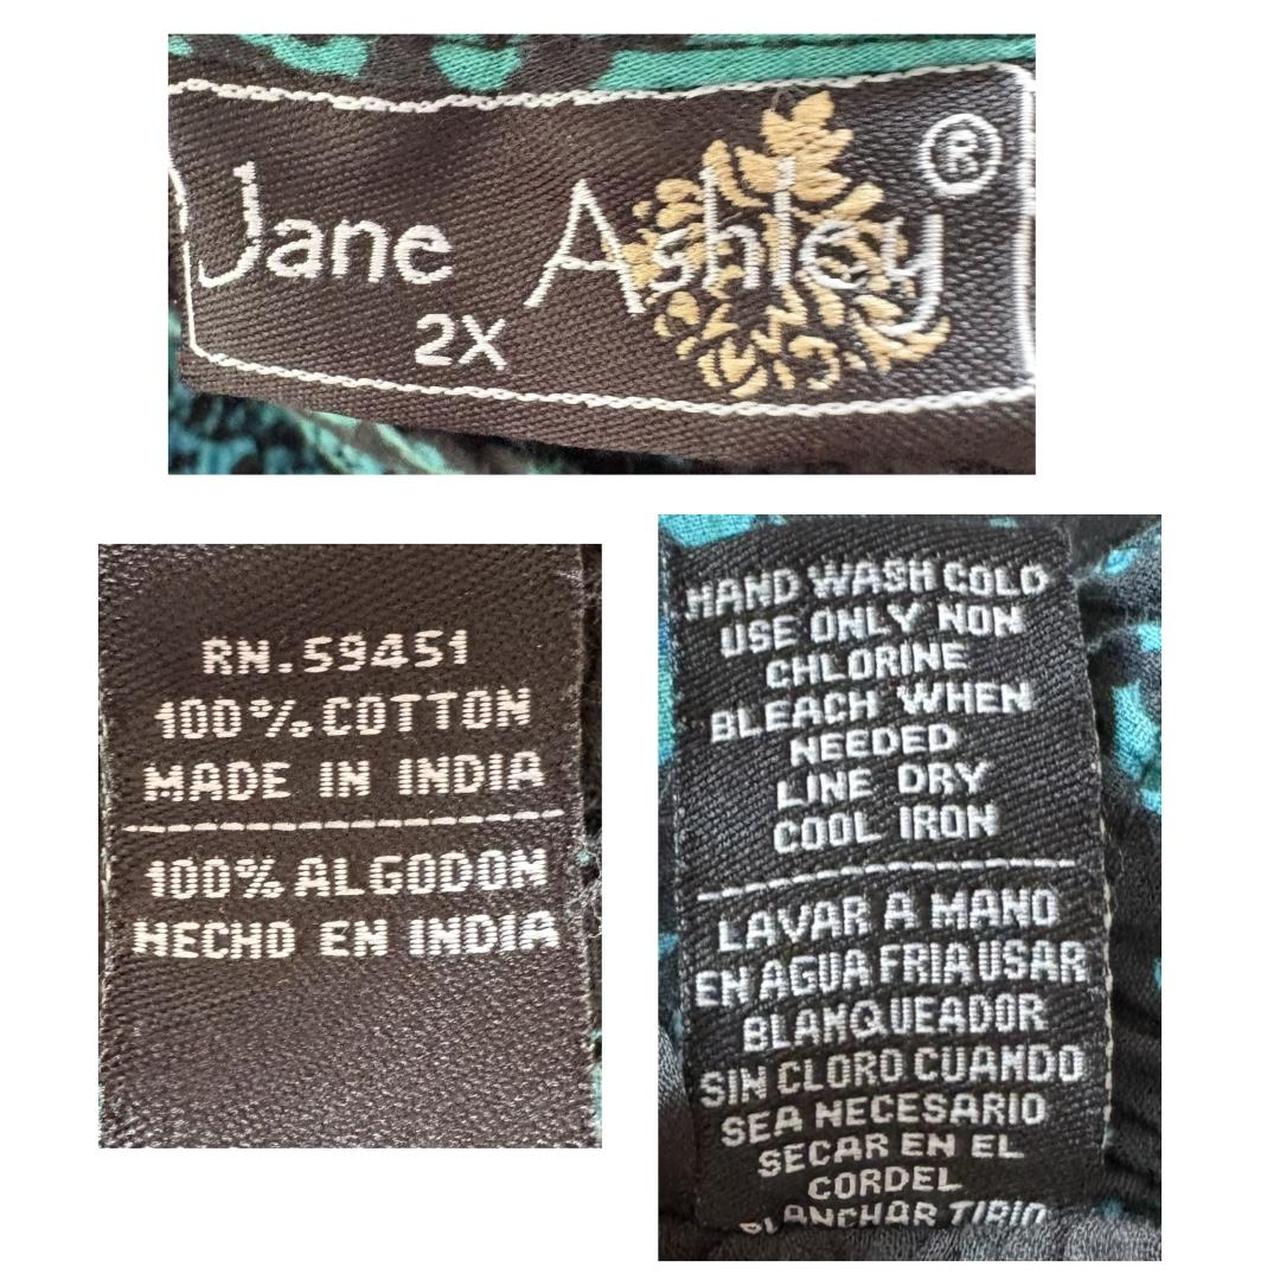 Jane Ashley®
2X
RN.59451
100% COTTON
MADE IN INDIA
100% ALGODON
HECHO EN INDIA
HAND WASH COLD
USE ONLY NON
CHLORINE
BLEACH WHEN
NEEDED
LINE DRY
COOL IRON
LAVAR A MANO
EN AGUA FRIA USAR
BLANQUEADOR
SIN CLORO CUANDO
SEA NECESARIO
SECAR EN EL
CORDEL
TIBIO